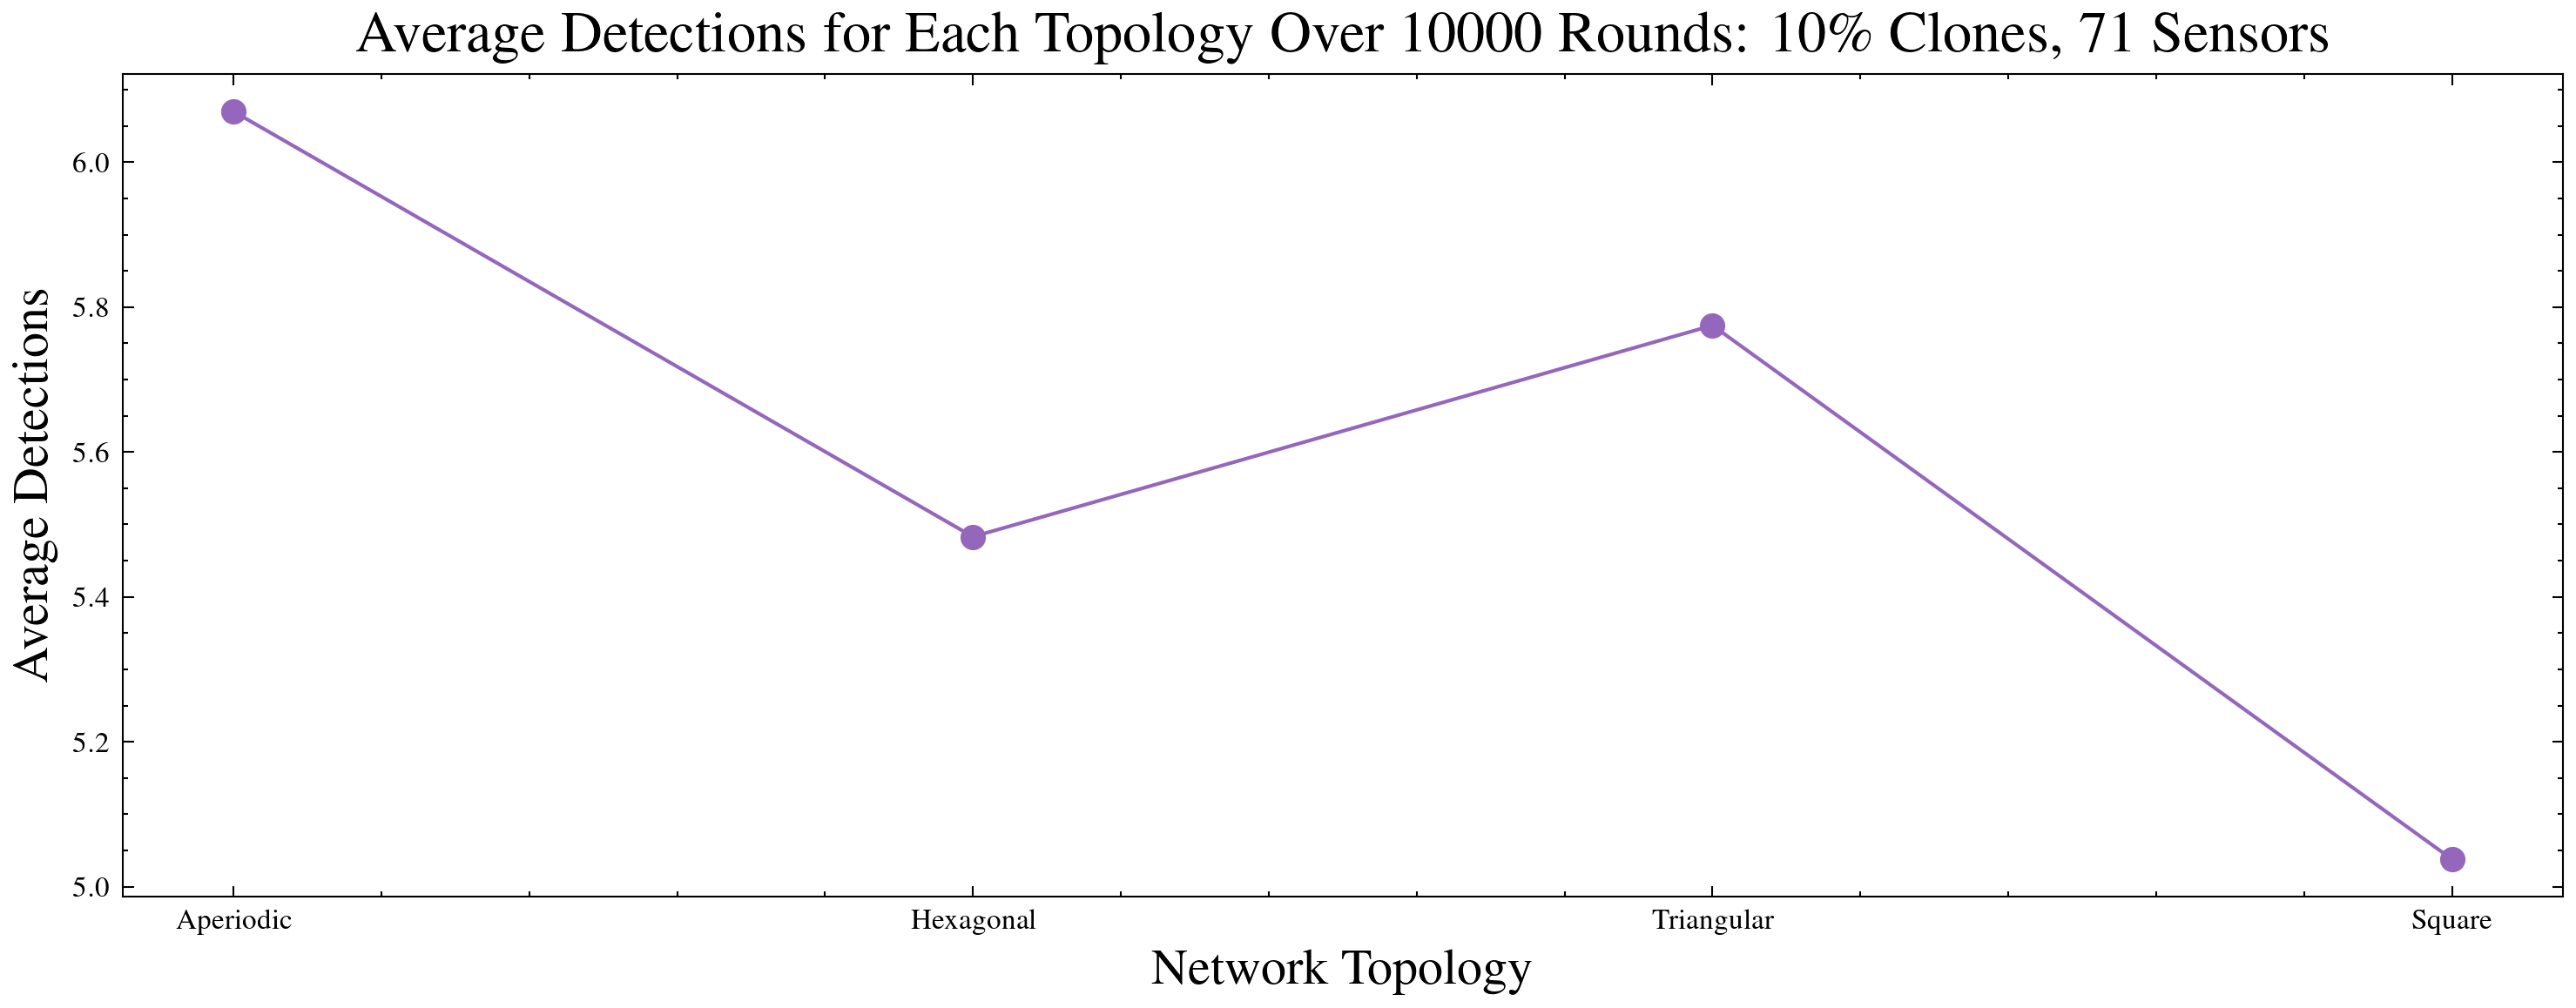 Average Detections for Each Topology Over 10000 Rounds: 10% Clones, 71 Sensors
Average Detections
6.0
5.8
5.6
5.4
5.2
5.0
Aperiodic
Hexagonal
Triangular
Square
Network Topology